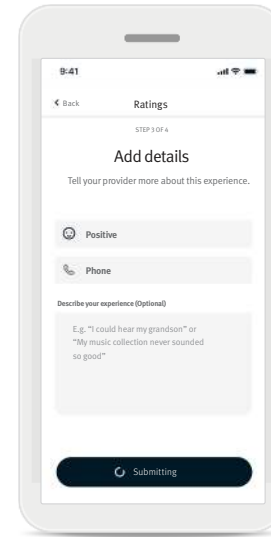 9:41
Back
Ratings
STEP 3 OF 4
Add details
Tell your provider more about this experience.
Positive
Phone
Describe your experience (Optional)
E.g. “I could hear my grandson” or
“My music collection never sounded
so good”
Submitting